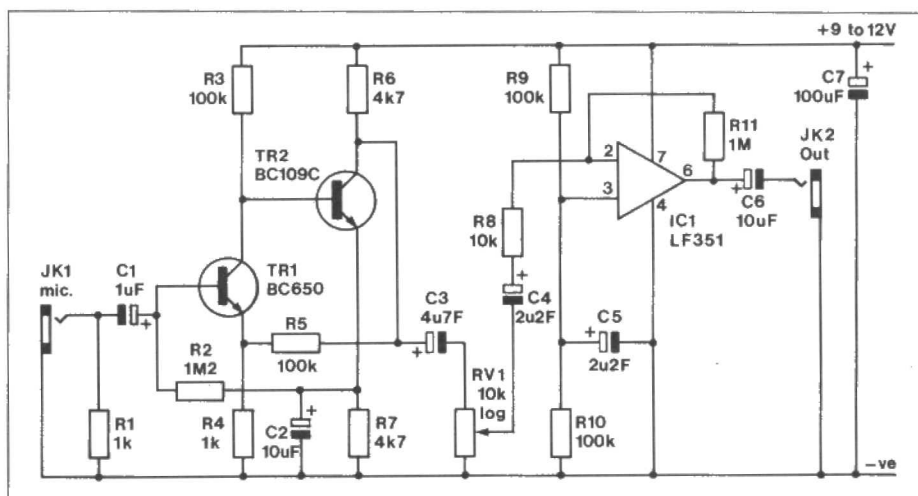 +9 to 12V
R3
100k
R6
4k7
R9
100k
C7
100uF
+
R11
1M
JK2
Out
TR2
BC109C
2
3
7
6
4
+
C6
10uF
IC1
LF351
R8
10k
JK1
mic.
C1
1uF
+
TR1
BC650
+
C4
2u2F
C3
4u7F
+
C5
2u2F
+
R5
100k
R2
1M2
RV1
10k
log
R1
1k
R4
1k
C2
10uF
+
R7
4k7
R10
100k
-ve